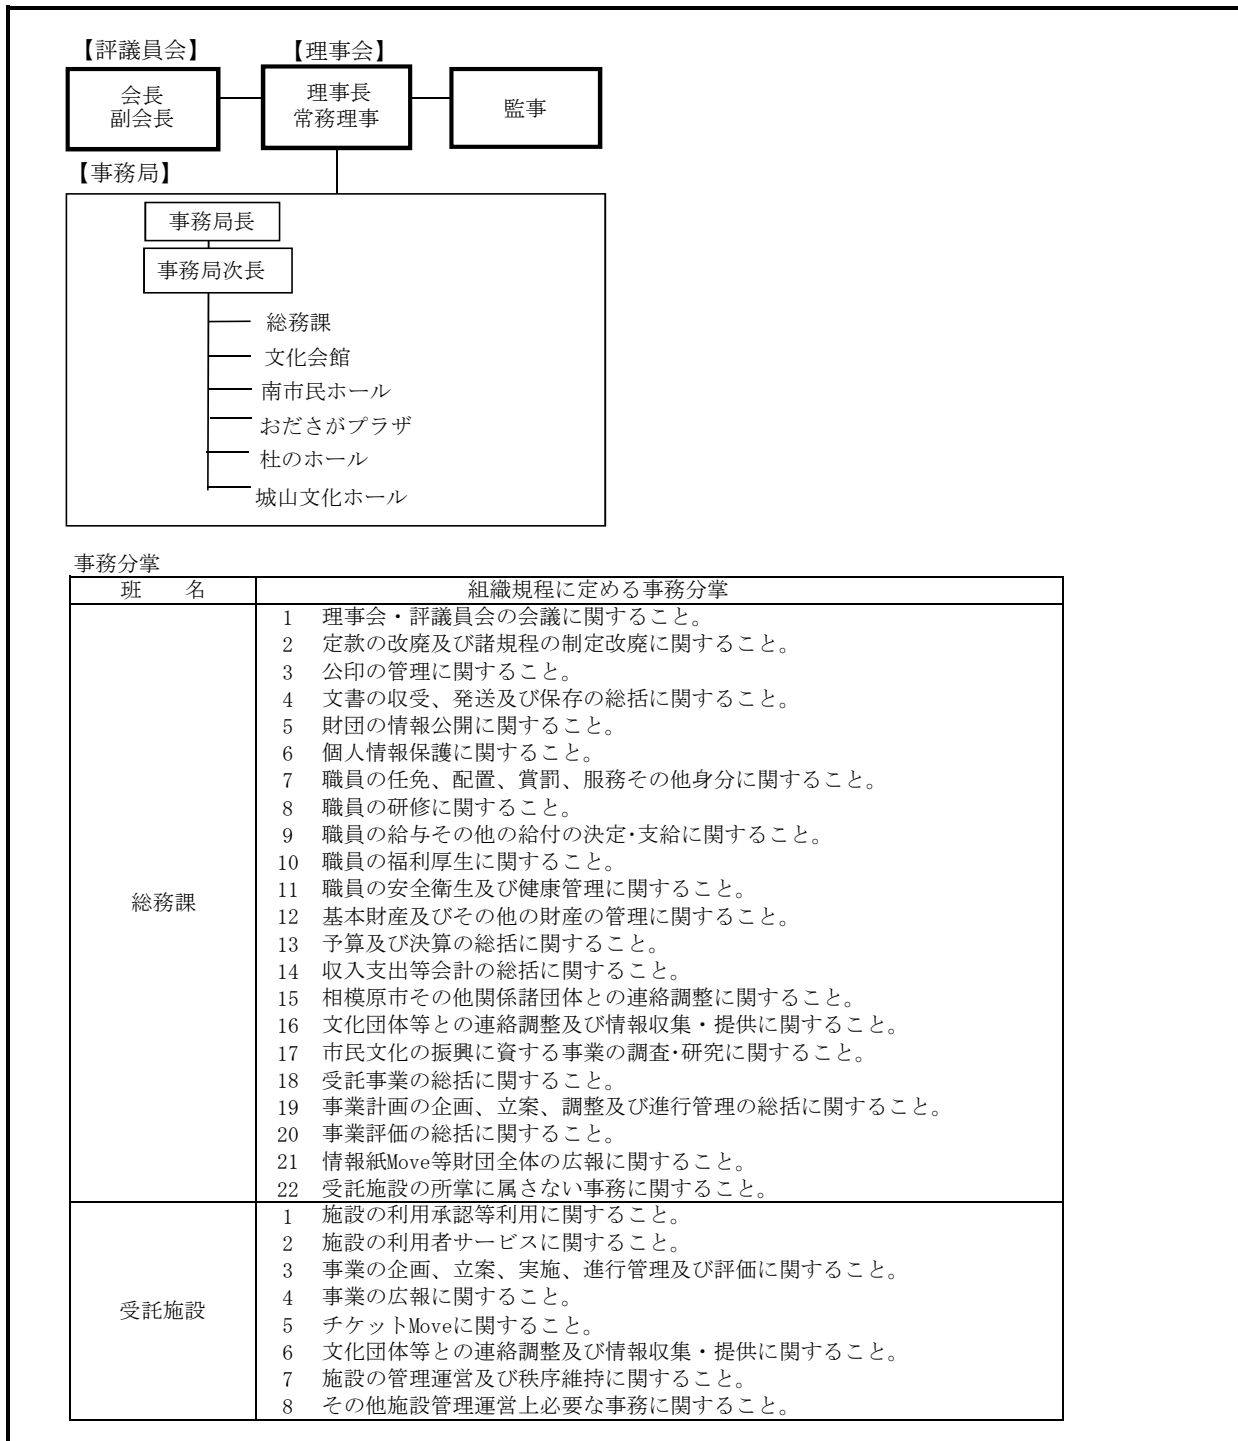 【評議員会】 【理事会】
会長
副会長
理事長
常務理事
監事
【事務局】
事務局長
事務局次長
総務課
文化会館
南市民ホール
おださがプラザ
杜のホール
城山文化ホール
事務分掌
班　　名　組織規程に定める事務分掌
総務課
1　理事会・評議員会の会議に関すること。
2　定款の改廃及び諸規程の制定改廃に関すること。
3　公印の管理に関すること。
4　文書の収受、発送及び保存の総括に関すること。
5　財団の情報公開に関すること。
6　個人情報保護に関すること。
7　職員の任免、配置、賞罰、服務その他身分に関すること。
8　職員の研修に関すること。
9　職員の給与その他の給付の決定･支給に関すること。
10　職員の福利厚生に関すること。
11　職員の安全衛生及び健康管理に関すること。
12　基本財産及びその他の財産の管理に関すること。
13　予算及び決算の総括に関すること。
14　収入支出等会計の総括に関すること。
15　相模原市その他関係諸団体との連絡調整に関すること。
16　文化団体等との連絡調整及び情報収集・提供に関すること。
17　市民文化の振興に資する事業の調査･研究に関すること。
18　受託事業の総括に関すること。
19　事業計画の企画、立案、調整及び進行管理の総括に関すること。
20　事業評価の総括に関すること。
21　情報紙Move等財団全体の広報に関すること。
22　受託施設の所掌に属さない事務に関すること。
受託施設
1　施設の利用承認等利用に関すること。
2　施設の利用者サービスに関すること。
3　事業の企画、立案、実施、進行管理及び評価に関すること。
4　事業の広報に関すること。
5　チケットMoveに関すること。
6　文化団体等との連絡調整及び情報収集・提供に関すること。
7　施設の管理運営及び秩序維持に関すること。
8　その他施設管理運営上必要な事務に関すること。